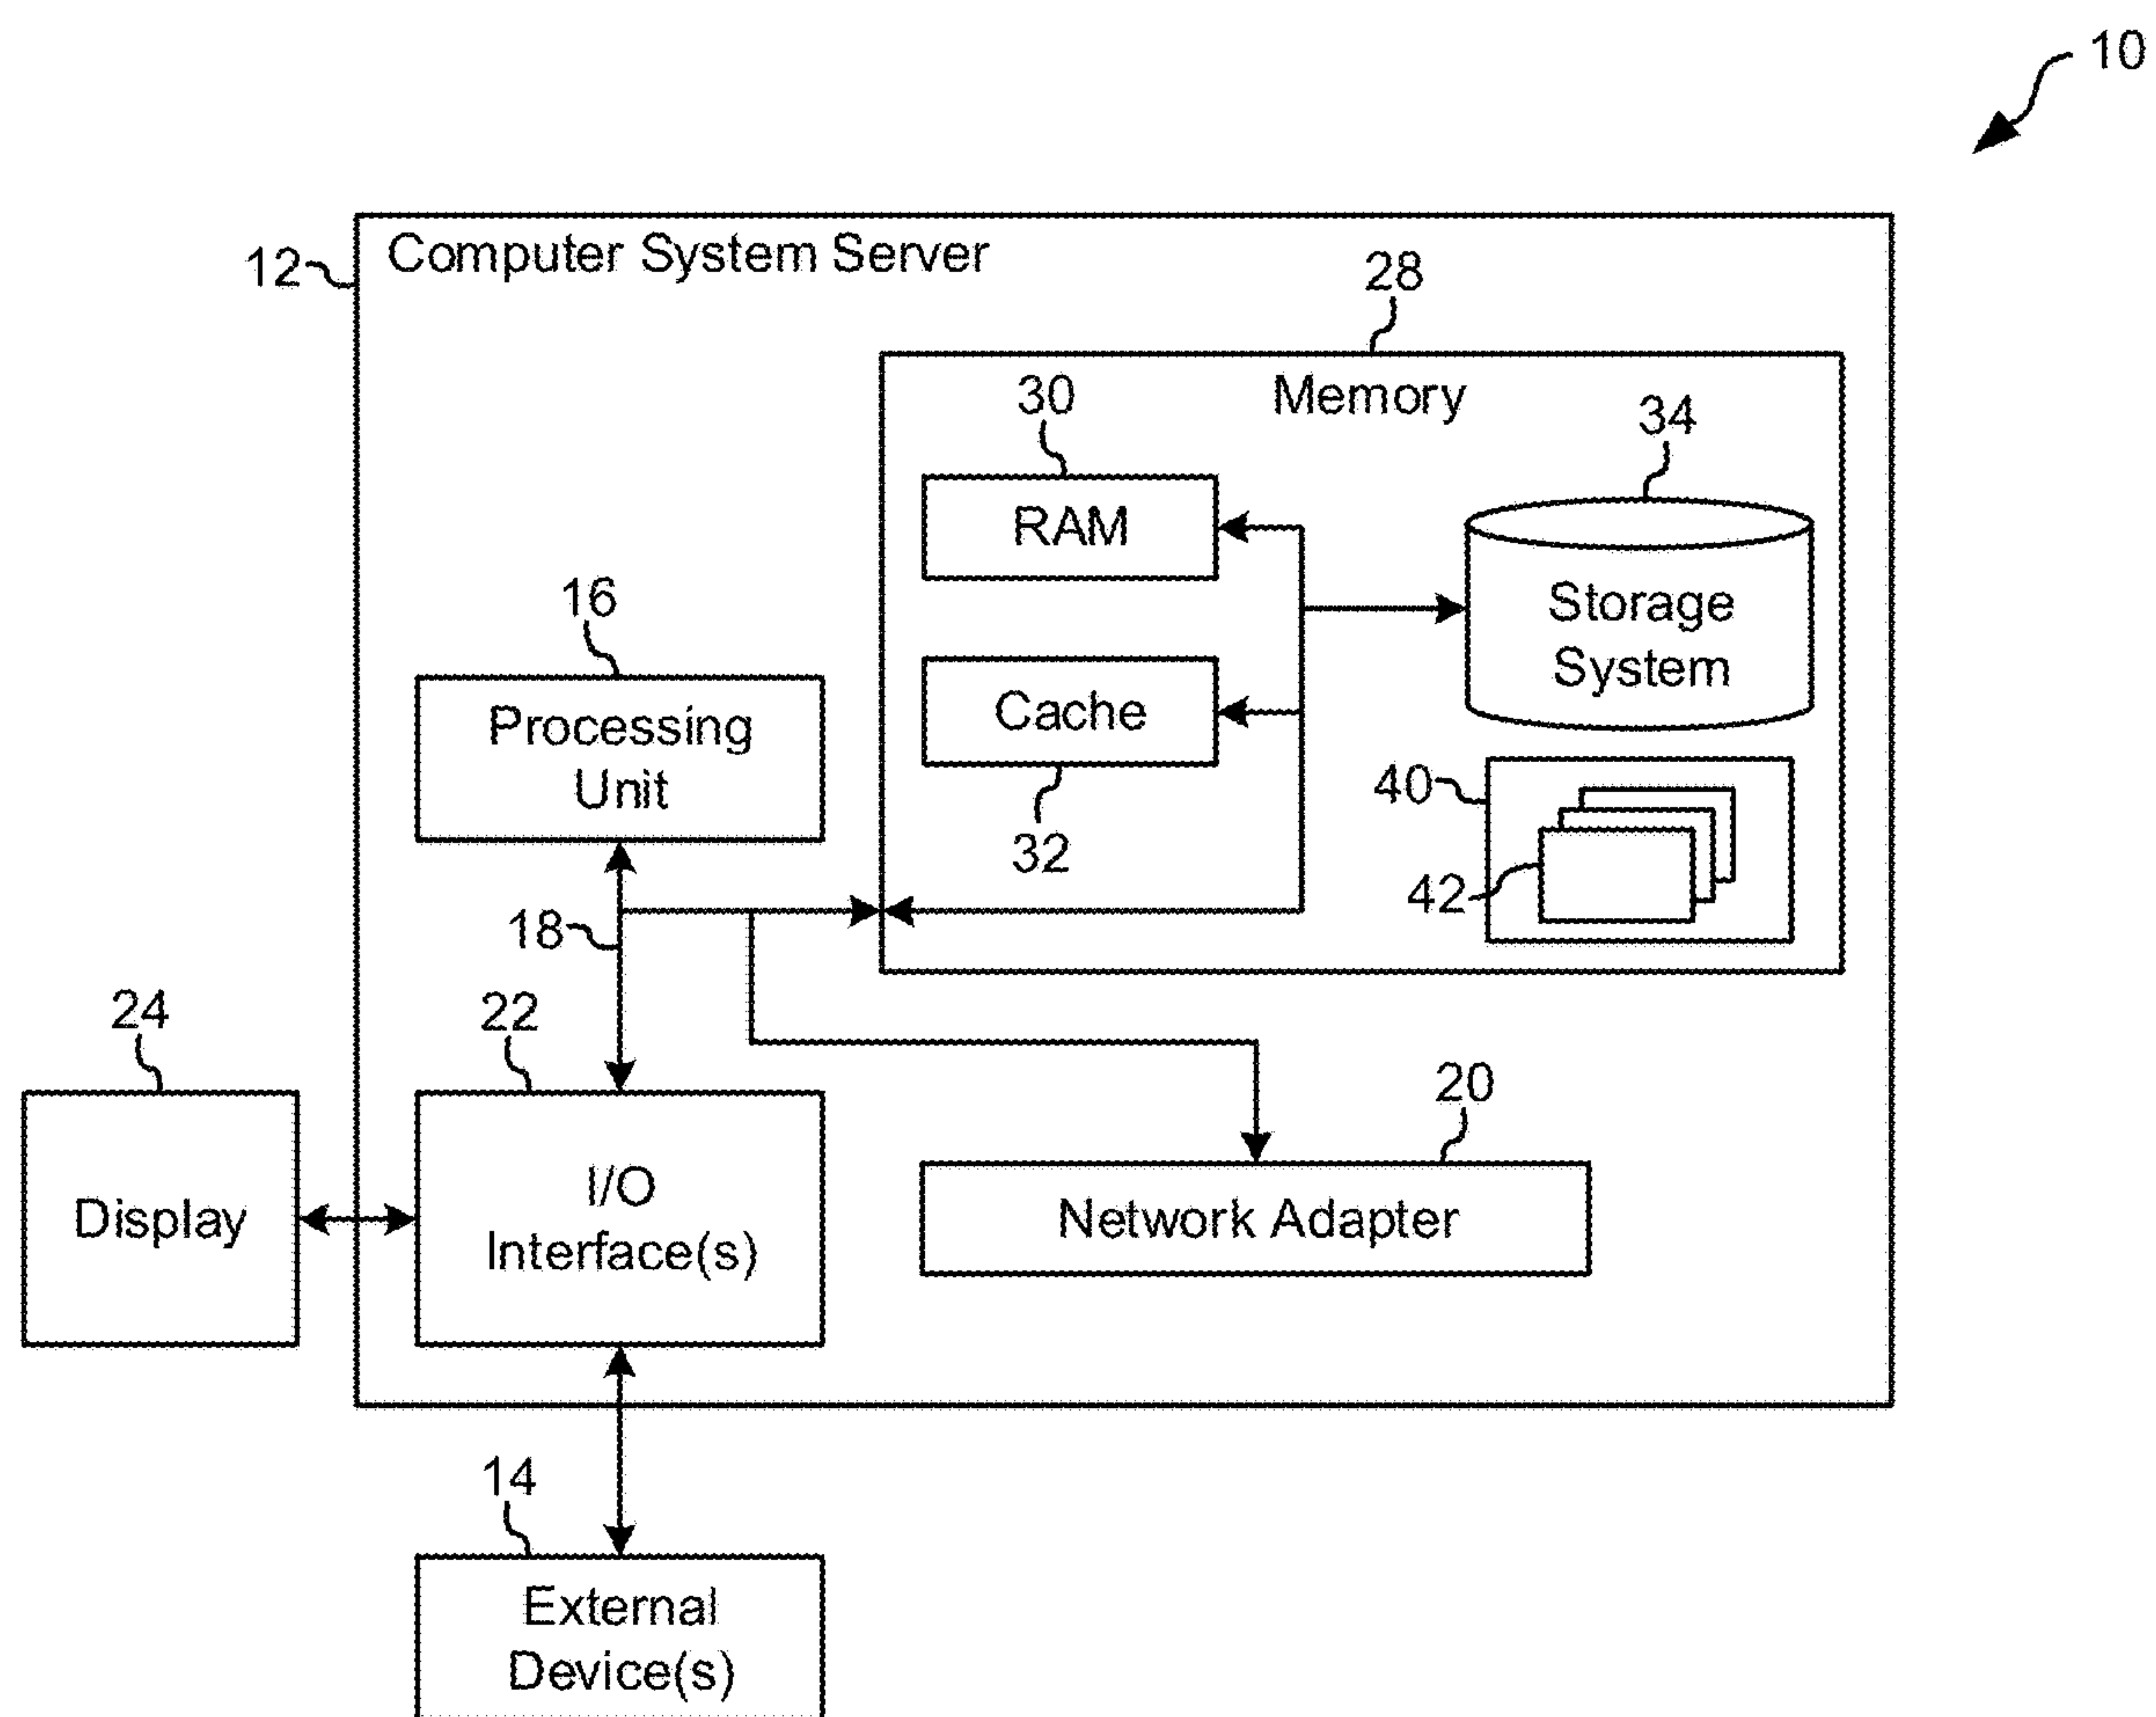 10
12
Computer System Server
28
Memory
30
34
RAM
Storage
System
16
Processing
Unit
Cache
32
40
42
18
24
22
20
Display
I/O
Interface(s)
Network Adapter
14
External
Device(s)